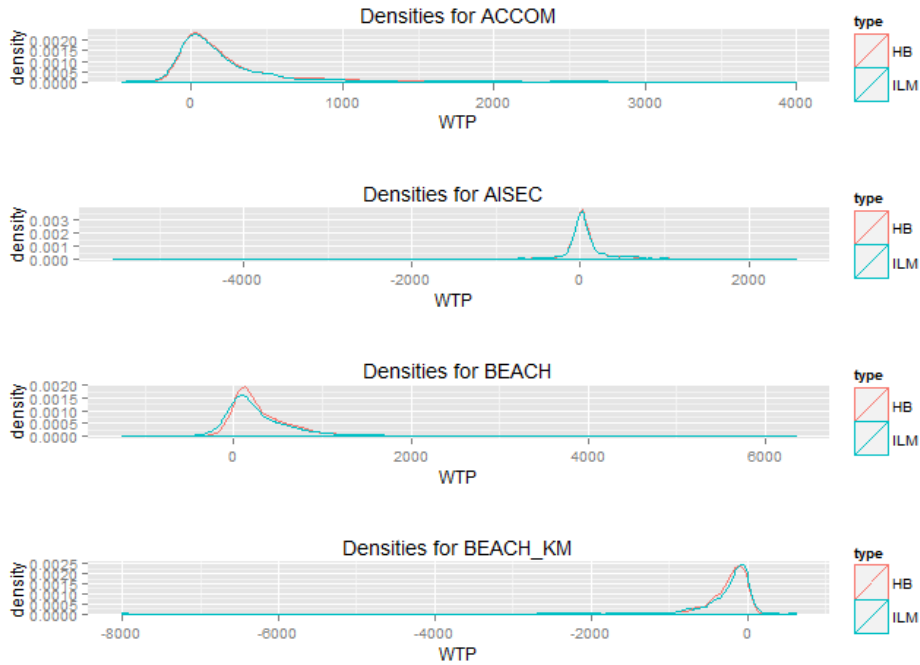 Densities for ACCOM
density
0.0020
0.0015
0.0010
0.0005
0.0000
0 1000 2000 3000 4000
WTP
type
HB
ILM
Densities for AISEC
density
0.003
0.002
0.001
0.000
-4000 -2000 0 2000
WTP
type
HB
ILM
Densities for BEACH
density
0.0020
0.0015
0.0010
0.0005
0.0000
0 2000 4000 6000
WTP
type
HB
ILM
Densities for BEACH_KM
density
0.0025
0.0020
0.0015
0.0010
0.0005
0.0000
-8000 -6000 -4000 -2000 0
WTP
type
HB
ILM